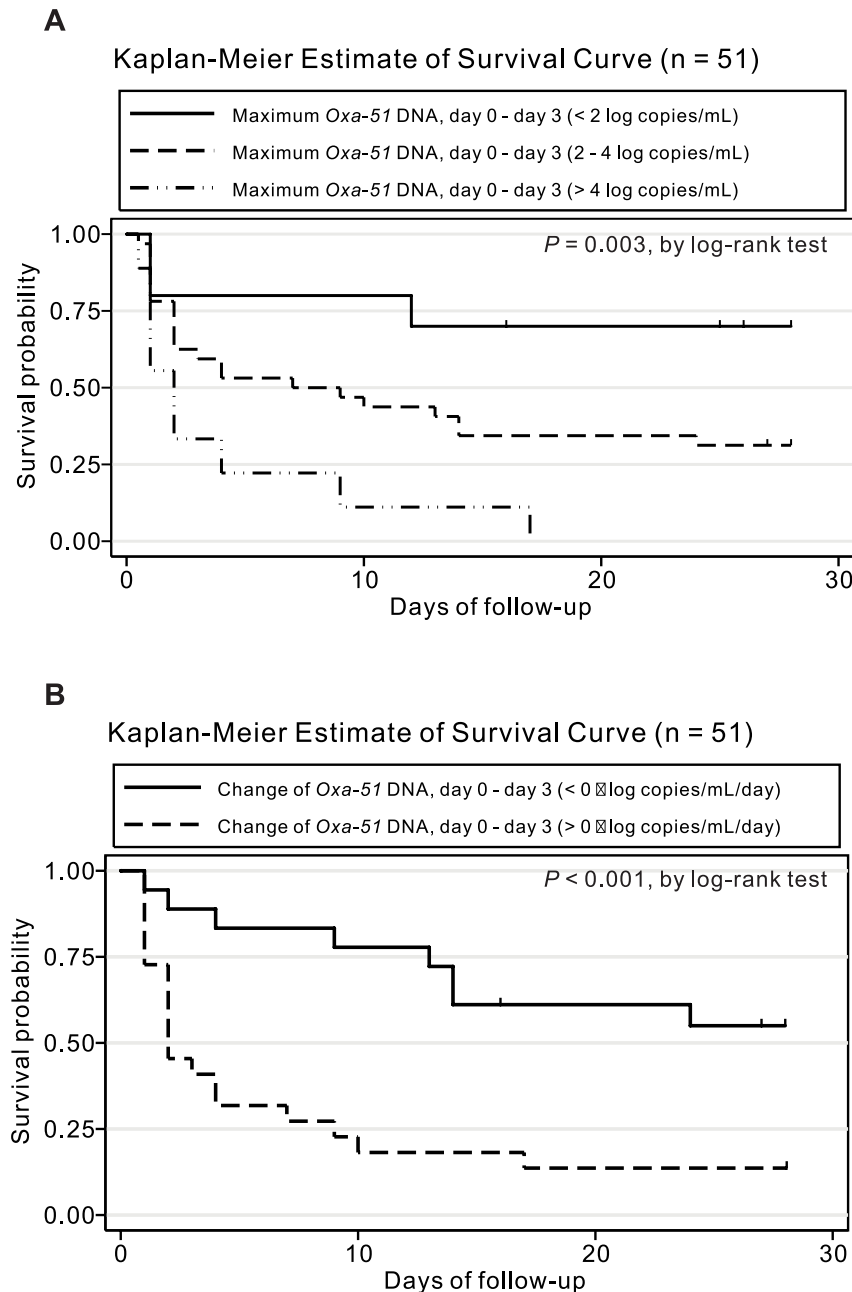 A
Kaplan-Meier Estimate of Survival Curve (n = 51)
Maximum Oxa-51 DNA, day 0 - day 3 (< 2 log copies/mL)
Maximum Oxa-51 DNA, day 0 - day 3 (2 - 4 log copies/mL)
Maximum Oxa-51 DNA, day 0 - day 3 (> 4 log copies/mL)
P = 0.003, by log-rank test
1.00
0.75
0.50
0.25
0.00
Survival probability
0 10 20 30
Days of follow-up
B
Kaplan-Meier Estimate of Survival Curve (n = 51)
Change of Oxa-51 DNA, day 0 - day 3 (< 0 log copies/mL/day)
Change of Oxa-51 DNA, day 0 - day 3 (> 0 log copies/mL/day)
P < 0.001, by log-rank test
1.00
0.75
0.50
0.25
0.00
Survival probability
0 10 20 30
Days of follow-up